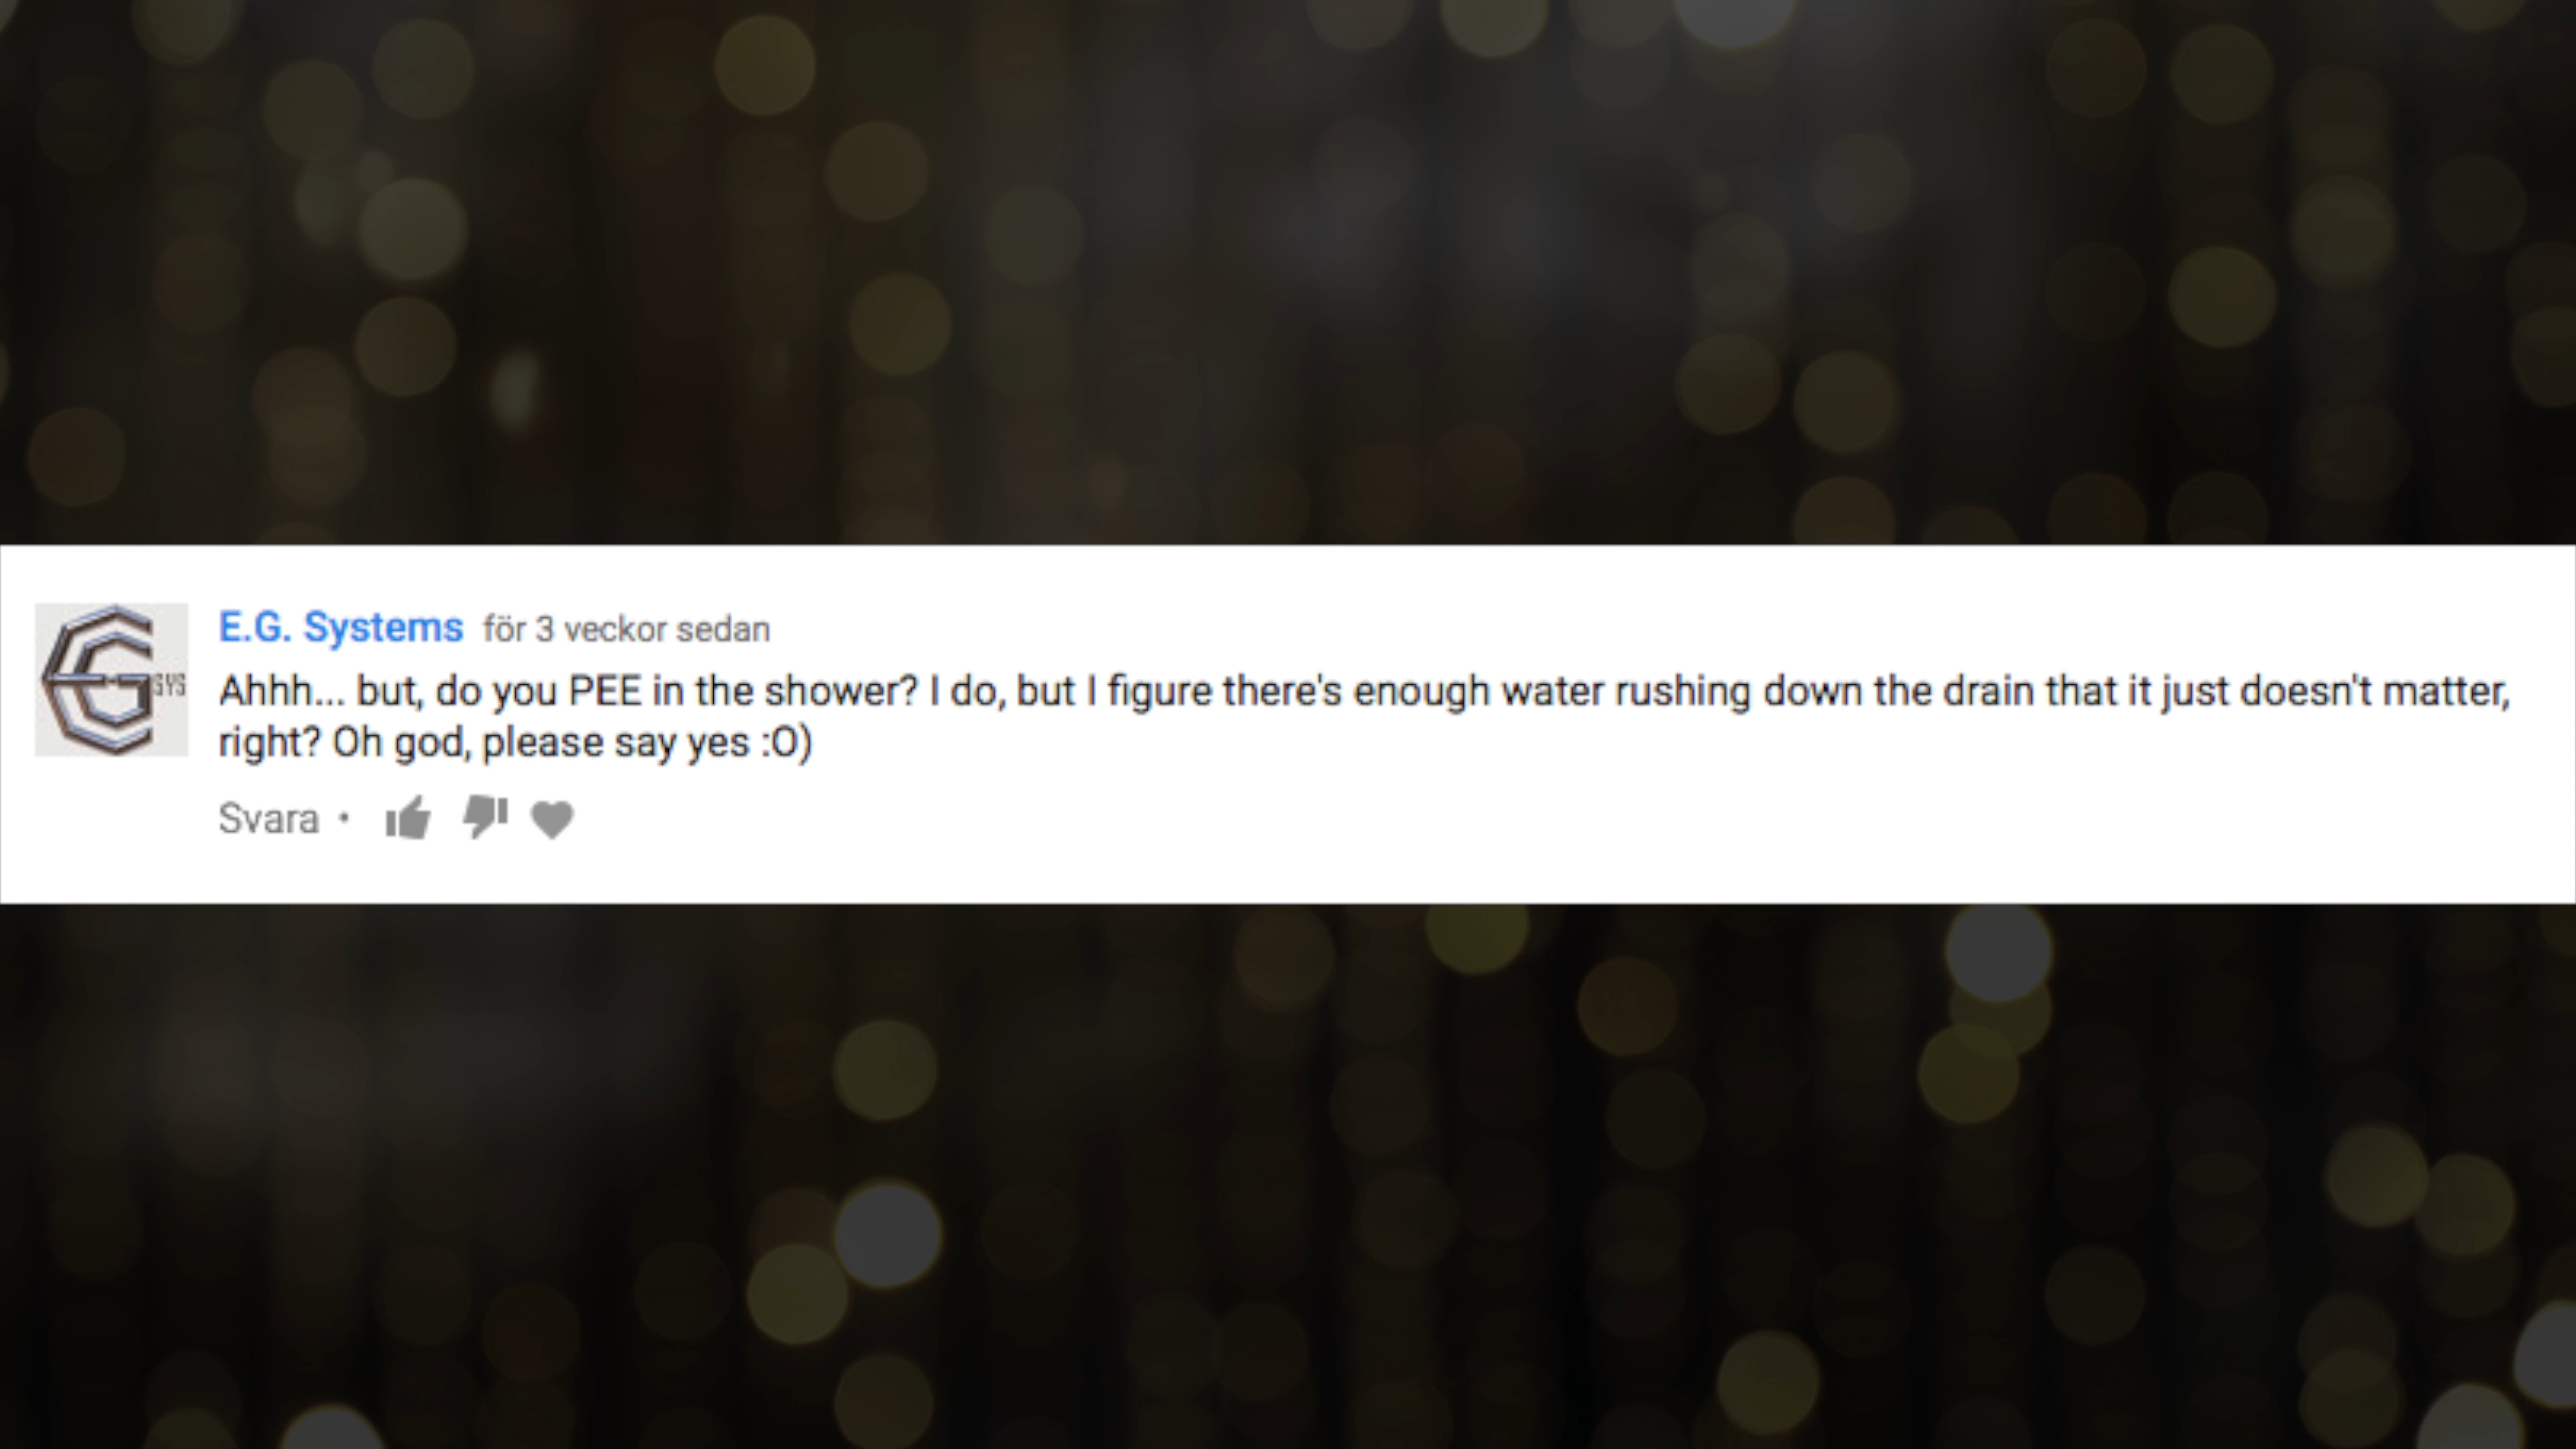 E.G. Systems för 3 veckor sedan
SYS
Ahhh... but, do you PEE in the shower? I do, but I figure there's enough water rushing down the drain that it just doesn't matter,
right? Oh god, please say yes :O)
Svara •